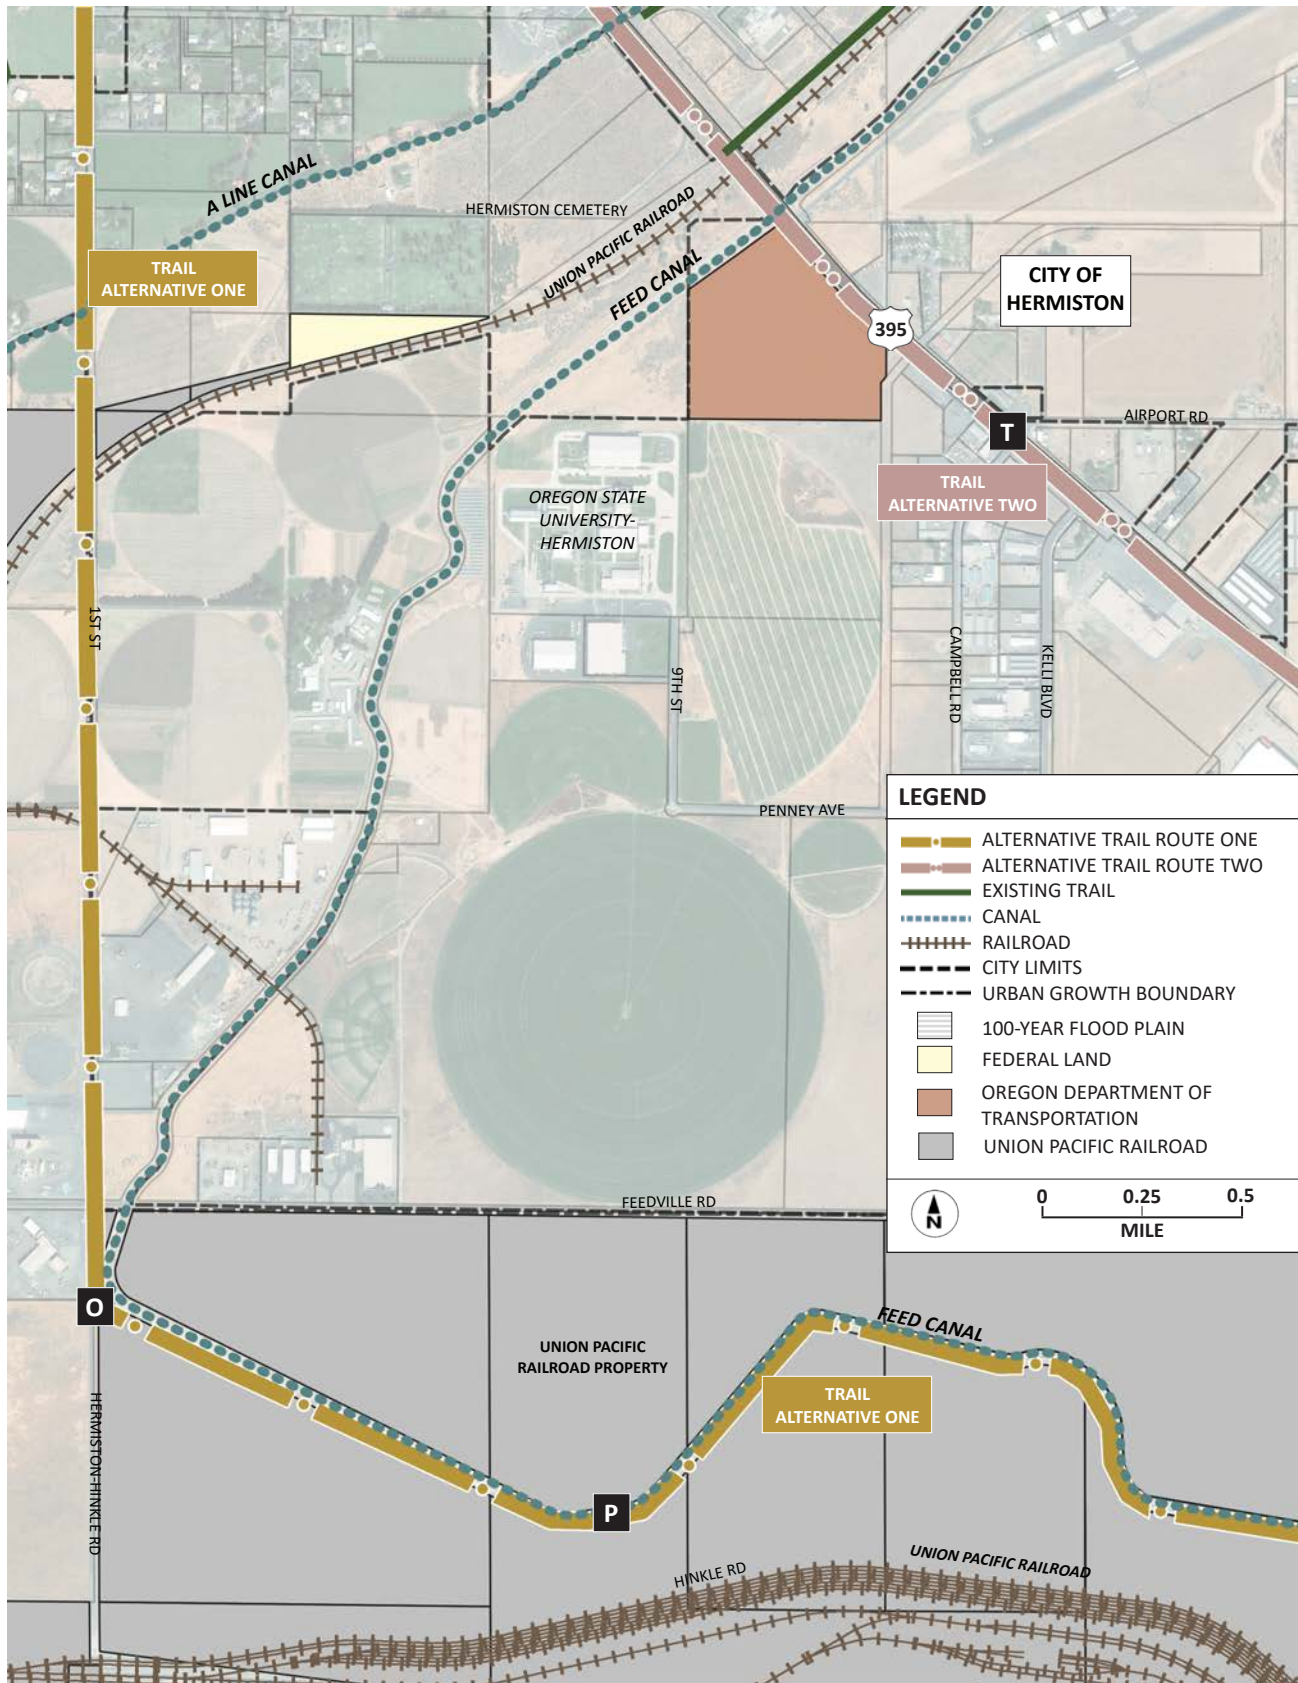 A LINE CANAL
HERMISTON CEMETERY
UNION PACIFIC RAILROAD
TRAIL
ALTERNATIVE ONE
FEED CANAL
CITY OF
HERMISTON
395
AIRPORT RD
T
TRAIL
ALTERNATIVE TWO
OREGON STATE
UNIVERSITY-
HERMISTON
1ST ST
9TH ST
CAMPBELL RD
KELLI BLVD
PENNEY AVE
LEGEND
ALTERNATIVE TRAIL ROUTE ONE
ALTERNATIVE TRAIL ROUTE TWO
EXISTING TRAIL
CANAL
RAILROAD
CITY LIMITS
URBAN GROWTH BOUNDARY
100-YEAR FLOOD PLAIN
FEDERAL LAND
OREGON DEPARTMENT OF
TRANSPORTATION
UNION PACIFIC RAILROAD
N
0 0.25 0.5
MILE
FEEDVILLE RD
O
FEED CANAL
UNION PACIFIC
RAILROAD PROPERTY
TRAIL
ALTERNATIVE ONE
HERMISTON-HINKLE RD
P
HINKLE RD
UNION PACIFIC RAILROAD